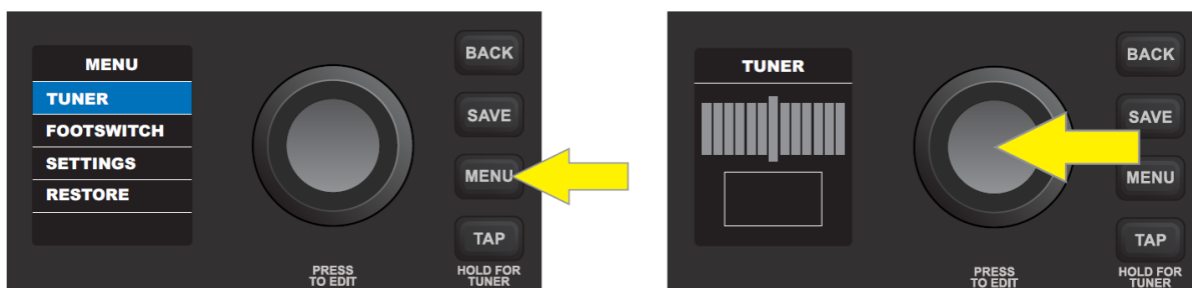 MENU
TUNER
FOOTSWITCH
SETTINGS
RESTORE
BACK
SAVE
MENU
TAP
PRESS
TO EDIT
HOLD FOR
TUNER
TUNER
BACK
SAVE
MENU
TAP
PRESS
TO EDIT
HOLD FOR
TUNER